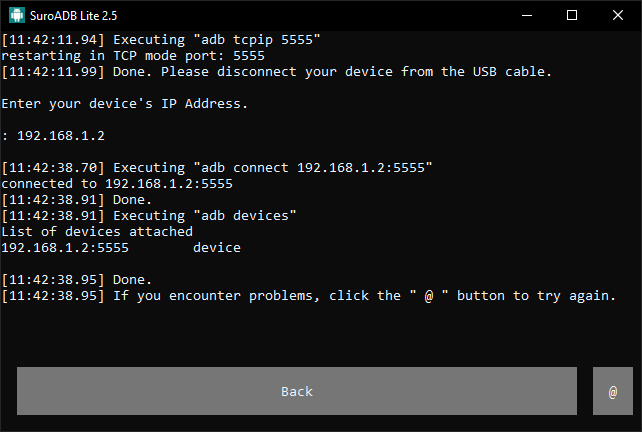 SuroADB Lite 2.5
[11:42:11.94] Executing "adb tcpip 5555"
restarting in TCP mode port: 5555
[11:42:11.99] Done. Please disconnect your device from the USB cable.
Enter your device's IP Address.
: 192.168.1.2
[11:42:38.70] Executing "adb connect 192.168.1.2:5555"
connected to 192.168.1.2:5555
[11:42:38.91] Done.
[11:42:38.91] Executing "adb devices"
List of devices attached
192.168.1.2:5555        device
[11:42:38.95] Done.
[11:42:38.95] If you encounter problems, click the " @ " button to try again.
Back @